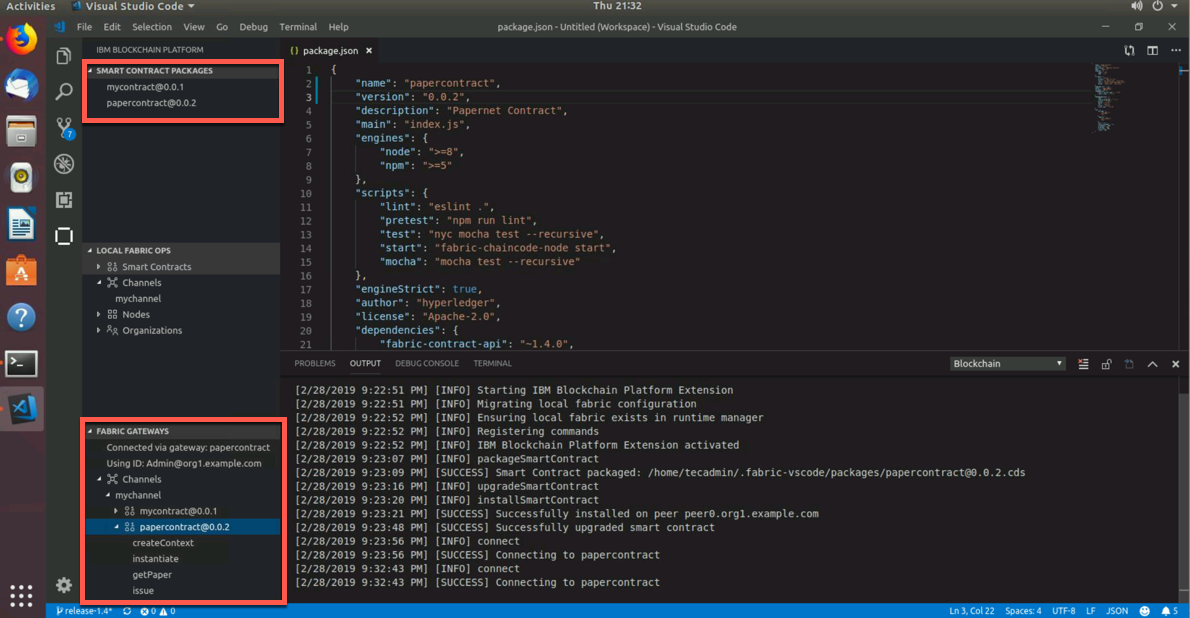 Activities
Visual Studio Code
Thu 21:32
File Edit Selection View Go Debug Terminal Help
package.json - Untitled (Workspace) - Visual Studio Code
IBM BLOCKCHAIN PLATFORM
SMART CONTRACT PACKAGES
mycontract@0.0.1
papercontract@0.0.2
7
LOCAL FABRIC OPS
Smart Contracts
Channels
mychannel
Nodes
Organizations
FABRIC GATEWAYS
Connected via gateway: papercontract
Using ID: Admin@org1.example.com
Channels
mychannel
mycontract@0.0.1
papercontract@0.0.2
createContext
instantiate
getPaper
issue
{} package.json ×
1 {
2 "name": "papercontract",
3 "version": "0.0.2",
4 "description": "Papernet Contract",
5 "main": "index.js",
6 "engines": {
7 "node": ">=8",
8 "npm": ">=5"
9 },
10 "scripts": {
11 "lint": "eslint .",
12 "pretest": "npm run lint",
13 "test": "nyc mocha test --recursive",
14 "start": "fabric-chaincode-node start",
15 "mocha": "mocha test --recursive"
16 },
17 "engineStrict": true,
18 "author": "hyperledger",
19 "license": "Apache-2.0",
20 "dependencies": {
21 "fabric-contract-api": "~1.4.0",
PROBLEMS OUTPUT DEBUG CONSOLE TERMINAL
Blockchain
[2/28/2019 9:22:51 PM] [INFO] Starting IBM Blockchain Platform Extension
[2/28/2019 9:22:51 PM] [INFO] Migrating local fabric configuration
[2/28/2019 9:22:52 PM] [INFO] Ensuring local fabric exists in runtime manager
[2/28/2019 9:22:52 PM] [INFO] Registering commands
[2/28/2019 9:22:52 PM] [INFO] IBM Blockchain Platform Extension activated
[2/28/2019 9:23:07 PM] [INFO] packageSmartContract
[2/28/2019 9:23:09 PM] [SUCCESS] Smart Contract packaged: /home/tecadmin/.fabric-vscode/packages/papercontract@0.0.2.cds
[2/28/2019 9:23:16 PM] [INFO] upgradeSmartContract
[2/28/2019 9:23:20 PM] [INFO] installSmartContract
[2/28/2019 9:23:21 PM] [SUCCESS] Successfully installed on peer peer0.org1.example.com
[2/28/2019 9:23:48 PM] [SUCCESS] Successfully upgraded smart contract
[2/28/2019 9:23:56 PM] [INFO] connect
[2/28/2019 9:23:56 PM] [SUCCESS] Connecting to papercontract
[2/28/2019 9:32:43 PM] [INFO] connect
[2/28/2019 9:32:43 PM] [SUCCESS] Connecting to papercontract
release-1.4* 0 0
Ln 3, Col 22 Spaces: 4 UTF-8 LF JSON 5